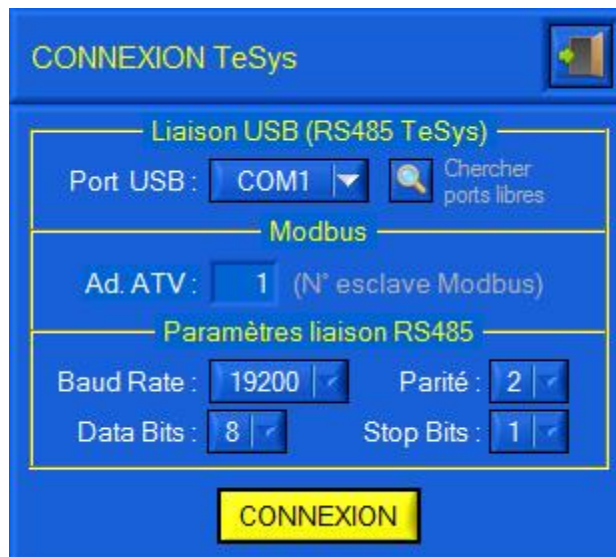 CONNEXION TeSys
Liaison USB (RS485 TeSys)
Port USB : COM1 Chercher
ports libres
Modbus
Ad. ATV : 1 (N° esclave Modbus)
Paramètres liaison RS485
Baud Rate : 19200 Parité : 2
Data Bits : 8 Stop Bits : 1
CONNEXION